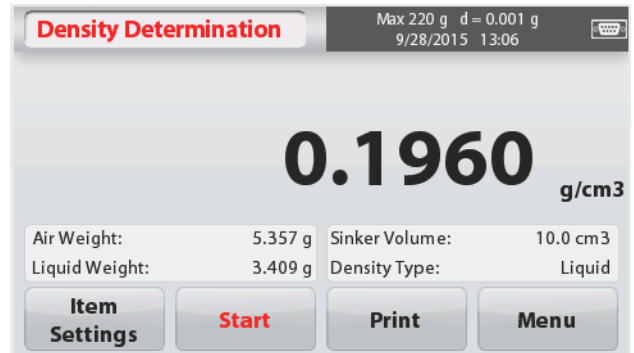 Density Determination
Max 220 g d = 0.001 g
9/28/2015 13:06
0.1960 g/cm3
Air Weight: 5.357 g
Liquid Weight: 3.409 g
Sinker Volume: 10.0 cm3
Density Type: Liquid
Item
Settings
Start
Print
Menu